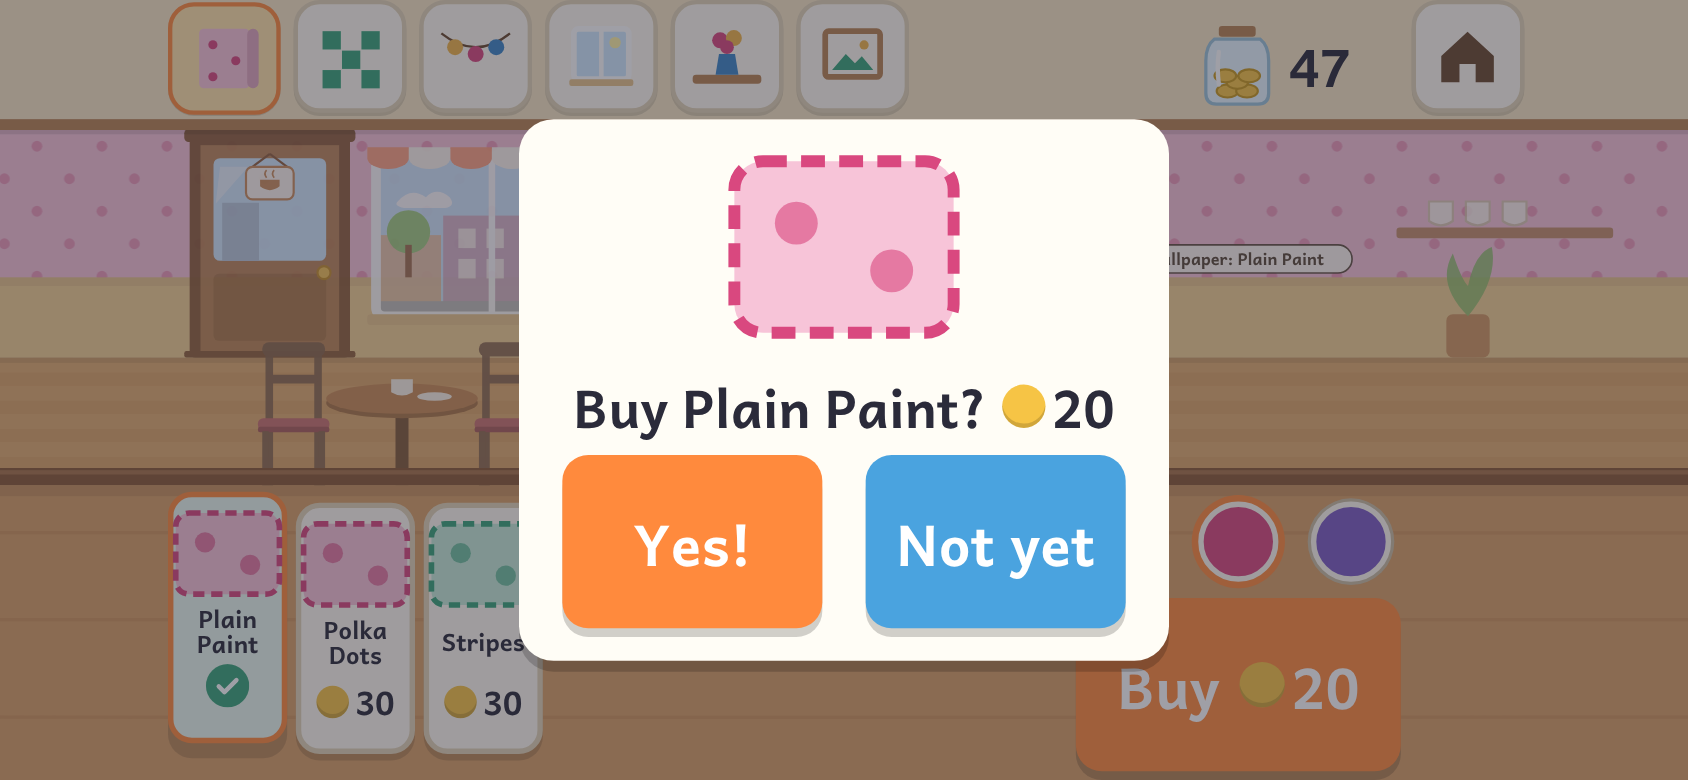 47
llpaper: Plain Paint
Buy Plain Paint? 20
Yes!
Not yet
Plain
Paint
Polka
Dots
30
Stripes
30
Buy 20